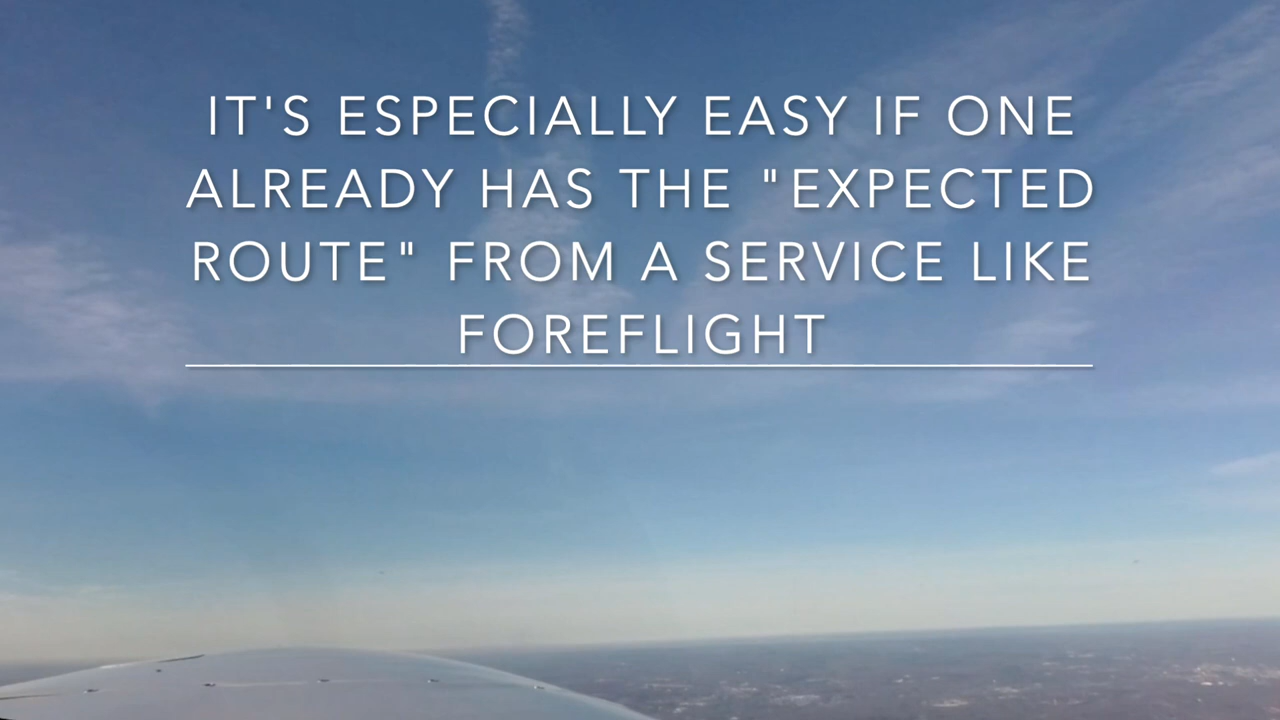 IT'S ESPECIALLY EASY IF ONE
ALREADY HAS THE "EXPECTED
ROUTE" FROM A SERVICE LIKE
FOREFLIGHT